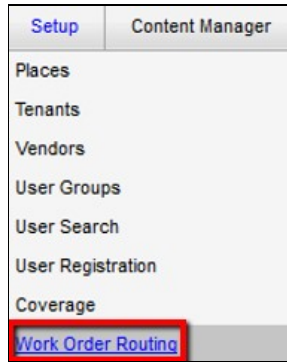 Setup Content Manager
Places
Tenants
Vendors
User Groups
User Search
User Registration
Coverage
Work Order Routing